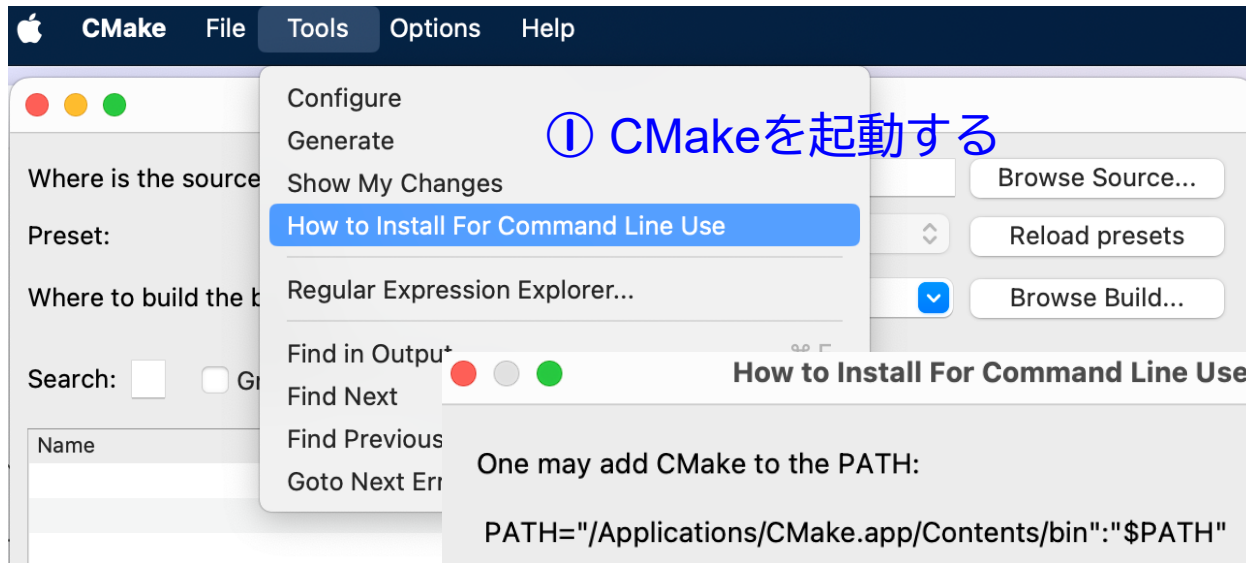 CMake File Tools Options Help
Configure
① CMakeを起動する
Generate
Where is the source
Show My Changes
Browse Source...
How to Install For Command Line Use
Preset:
Reload presets
Where to build the b
Regular Expression Explorer...
Browse Build...
Find in Output
Search:
Gr
Find Next
Find Previous
Goto Next Err
Name
How to Install For Command Line Use
One may add CMake to the PATH:
PATH="/Applications/CMake.app/Contents/bin":"$PATH"